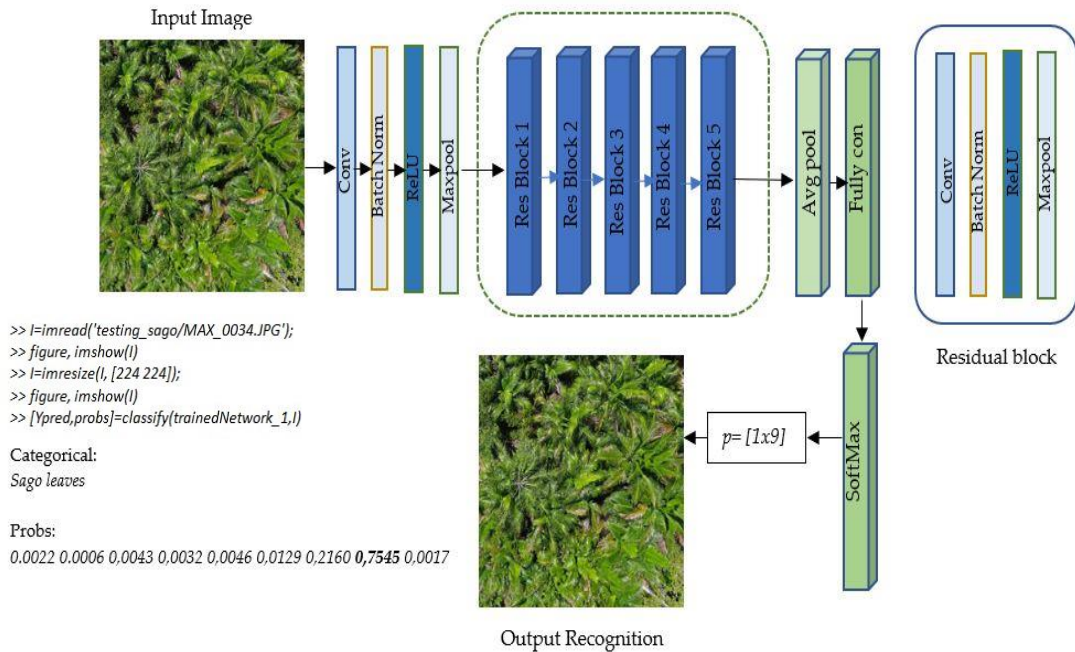 Input Image
Conv
Batch Norm
ReLU
Maxpool
Res Block 1
Res Block 2
Res Block 3
Res Block 4
Res Block 5
Avg pool
Fully con
Conv
Batch Norm
ReLU
Maxpool
Residual block
>> I=imread('testing_sago/MAX_0034.JPG');
>> figure, imshow(I)
>> I=imresize(I, [224 224]);
>> figure, imshow(I)
>> [Ypred,probs]=classify(trainedNetwork_1,I)
Categorical:
Sago leaves
Probs:
0.0022 0.0006 0,0043 0,0032 0,0046 0,0129 0,2160 0,7545 0,0017
p= [1x9]
SoftMax
Output Recognition